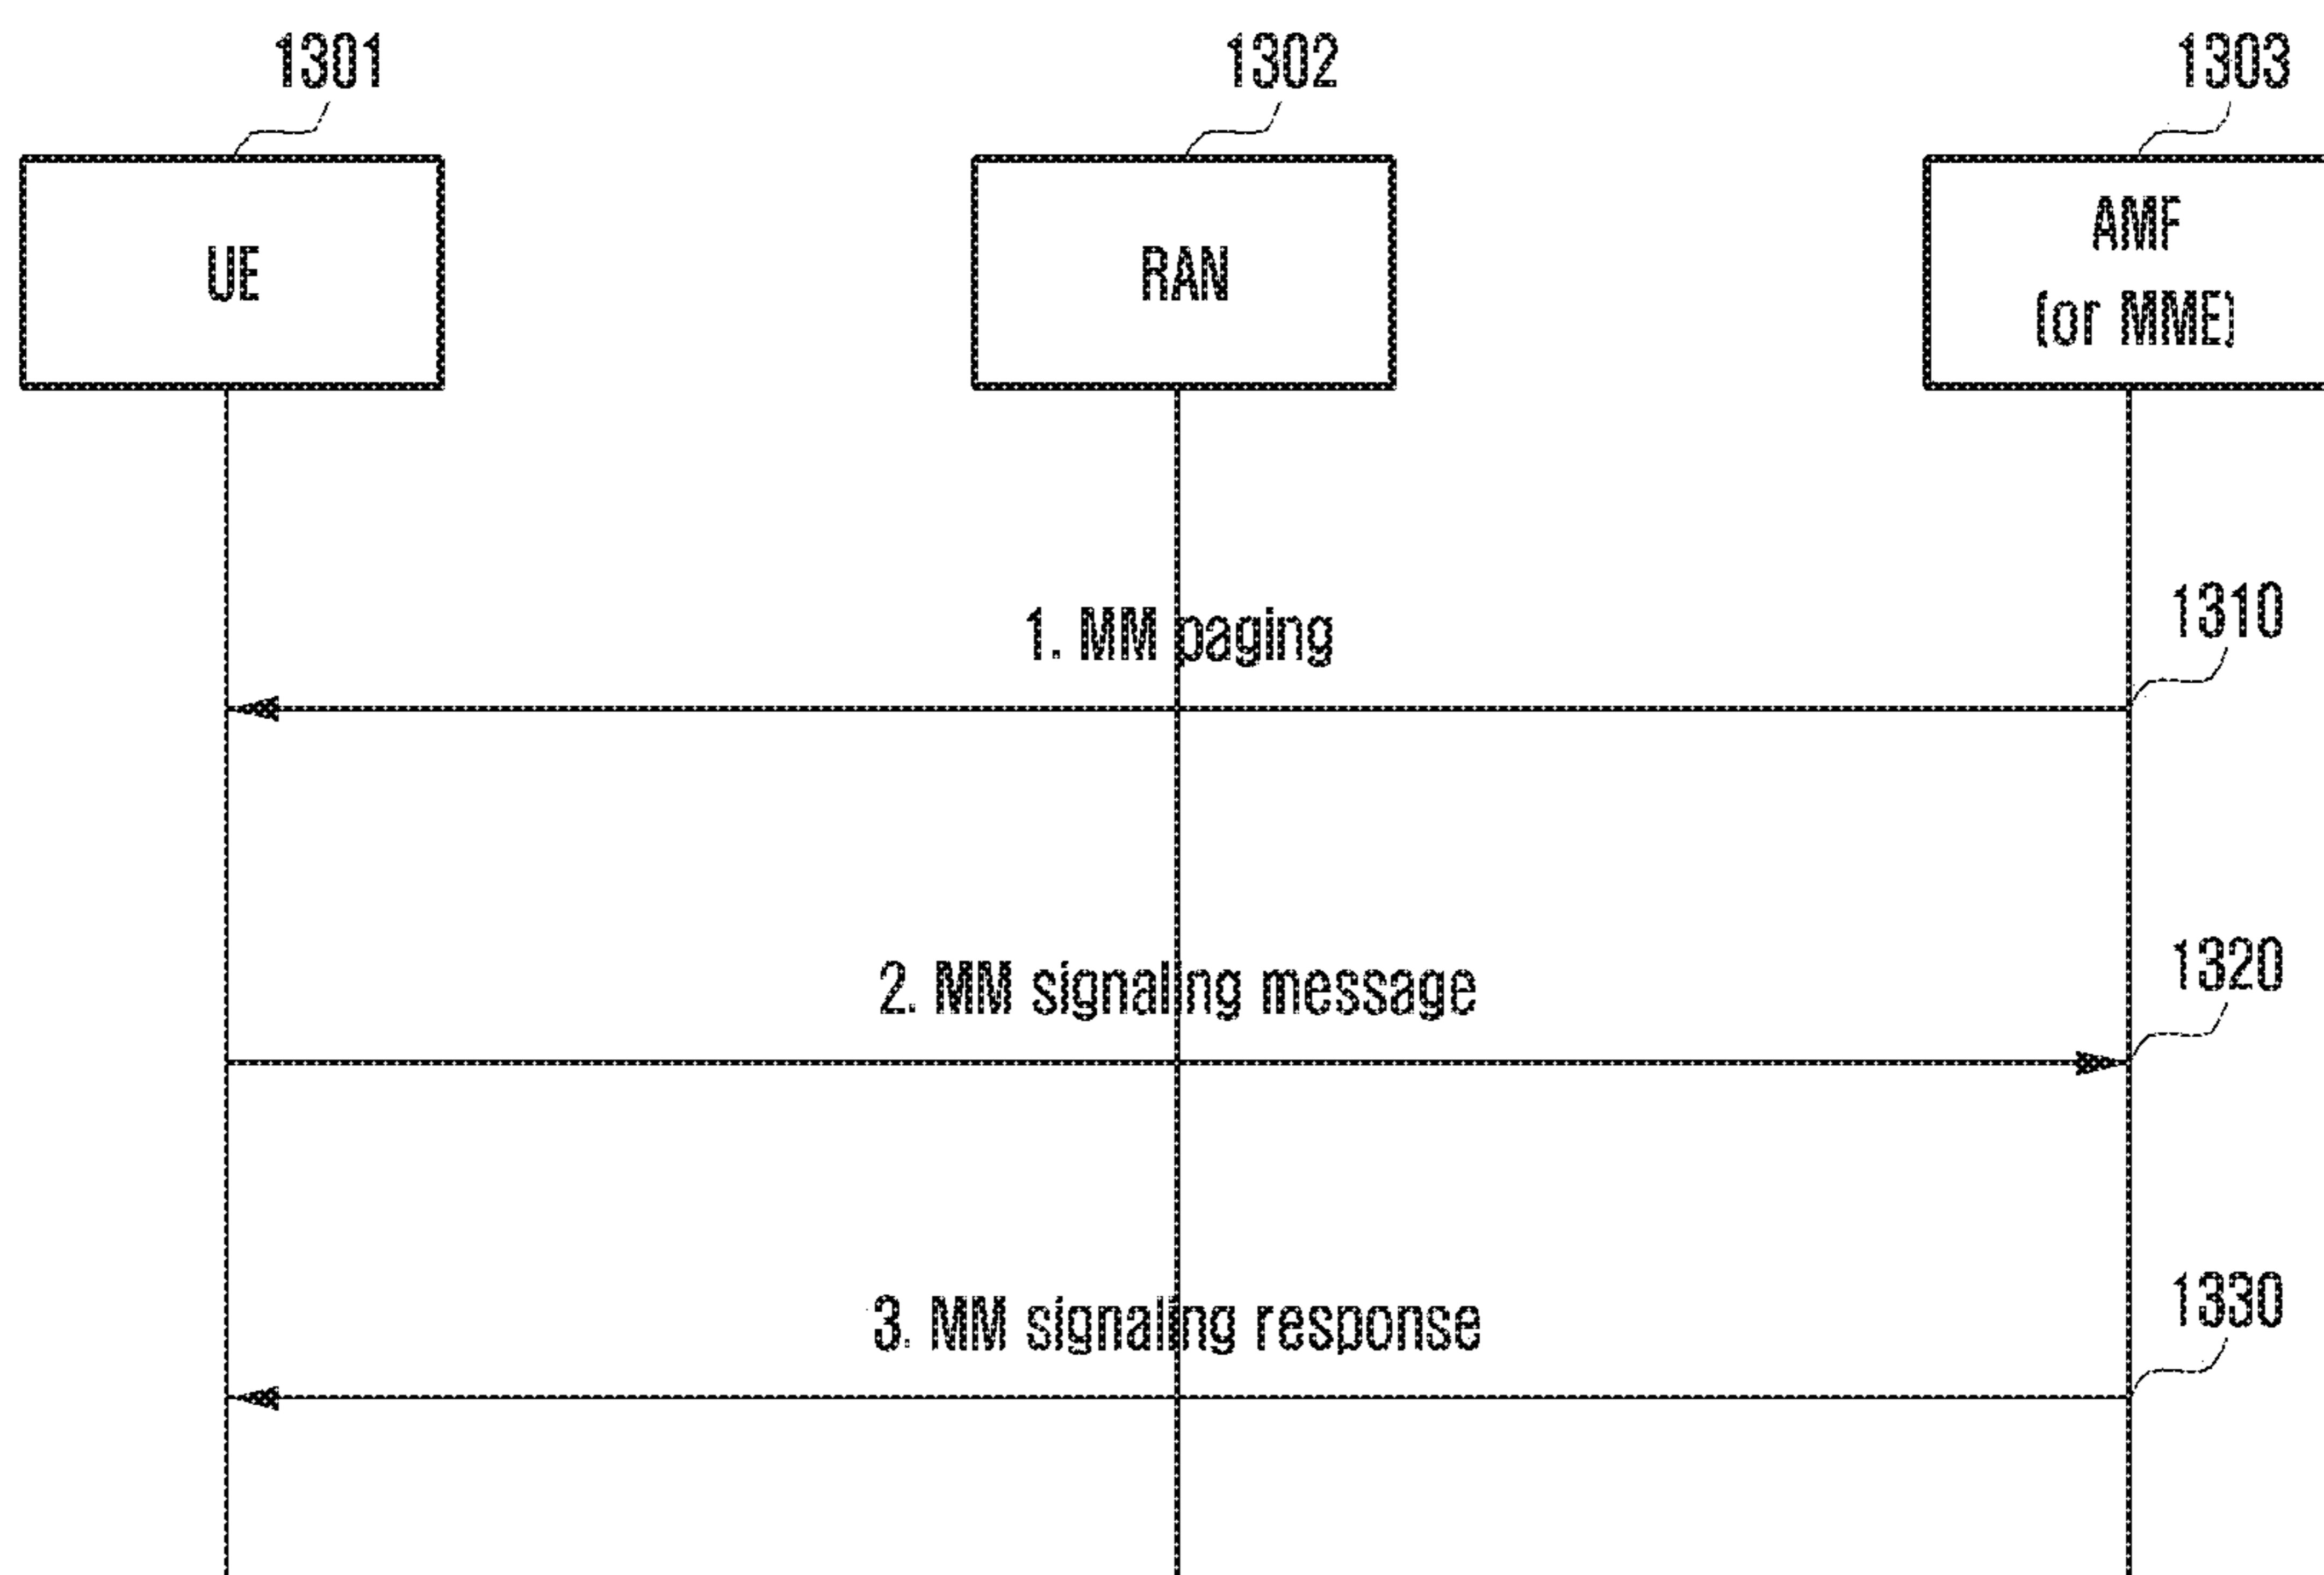 1301
1302
1303
UE
RAN
AMF
(or MME)
1. MM paging
1310
2. MM signaling message
1320
3. MM signaling response
1330